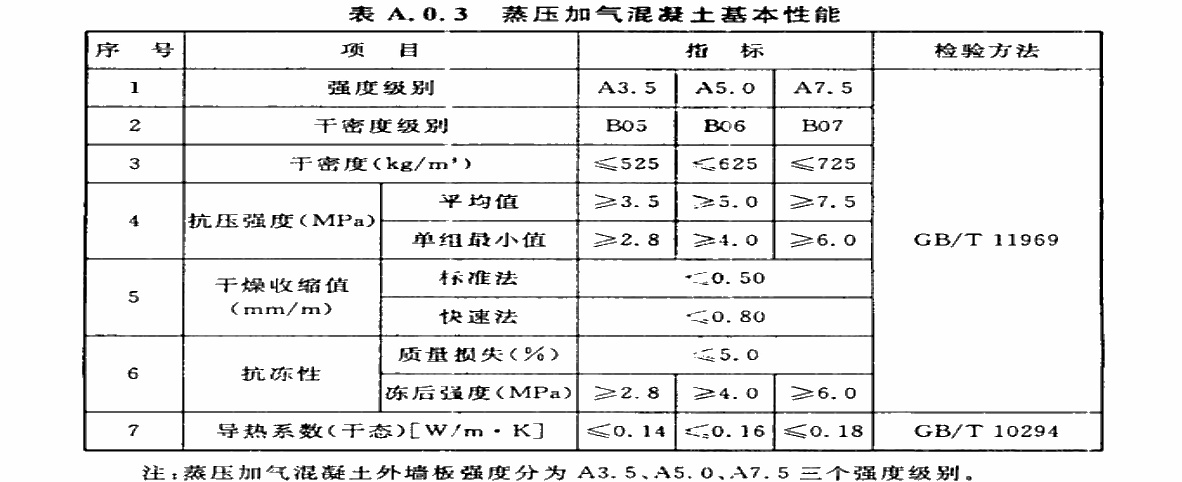 表 A.0.3 蒸压加气混凝土基本性能
序 号 项 目 指 标 检验方法
1 强度级别 A3.5 A5.0 A7.5
2 干密度级别 B05 B06 B07
3 干密度(kg/m³) ≤525 ≤625 ≤725
4 抗压强度(MPa) 平均值 ≥3.5 ≥5.0 ≥7.5
单组最小值 ≥2.8 ≥4.0 ≥6.0
GB/T 11969
5 干燥收缩值
(mm/m)
标准法 ≤0.50
快速法 ≤0.80
6 抗冻性 质量损失(%) ≤5.0
冻后强度(MPa) ≥2.8 ≥4.0 ≥6.0
7 导热系数(干态)[W/m·K] ≤0.14 ≤0.16 ≤0.18 GB/T 10294
注:蒸压加气混凝土外墙板强度分为 A3.5、A5.0、A7.5 三个强度级别。